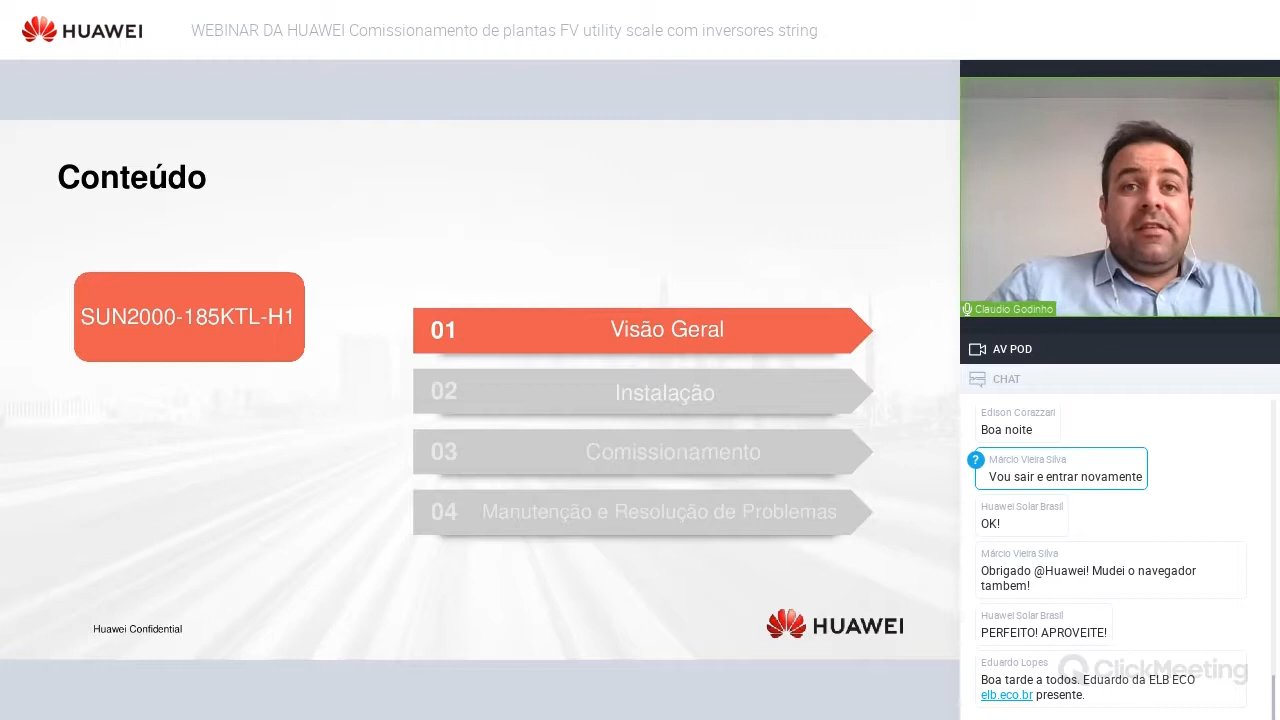 HUAWEI
WEBINAR DA HUAWEI Comissionamento de plantas FV utility scale com inversores string
Conteúdo
SUN2000-185KTL-H1
01 Visão Geral
02 Instalação
03 Comissionamento
04 Manutenção e Resolução de Problemas
Huawei Confidential
HUAWEI
Claudio Godinho
AV POD
CHAT
Edison Corazzari
Boa noite
?
Márcio Vieira Silva
Vou sair e entrar novamente
Huawei Solar Brasil
OK!
Márcio Vieira Silva
Obrigado @Huawei! Mudei o navegador
tambem!
Huawei Solar Brasil
PERFEITO! APROVEITE!
Eduardo Lopes
Boa tarde a todos. Eduardo da ELB ECO
elb.eco.br presente.
ClickMeeting